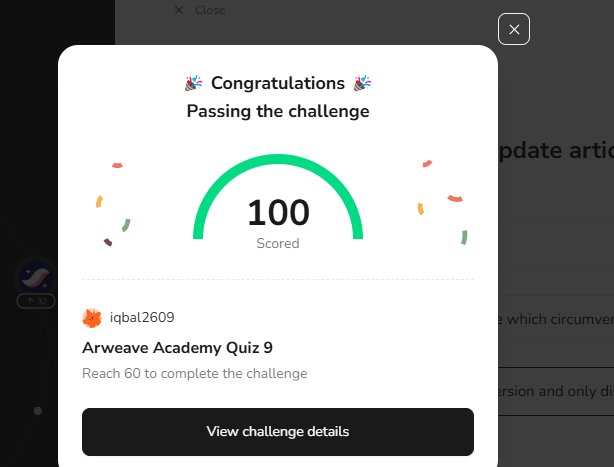 Close
Congratulations
Passing the challenge
pdate artic
100
Scored
12
iqbal2609
e which circumver
Arweave Academy Quiz 9
Reach 60 to complete the challenge
ersion and only di
View challenge details